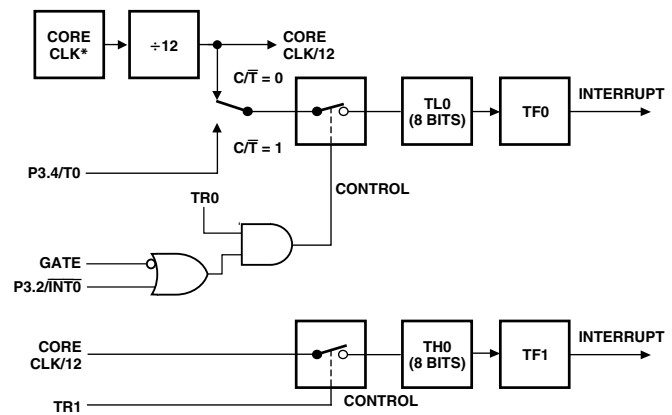 CORE
CLK*
÷12
CORE
CLK/12
C/T̅ = 0
INTERRUPT
TL0
(8 BITS)
TF0
C/T̅ = 1
P3.4/T0
CONTROL
TR0
GATE
P3.2/I̅N̅T̅0̅
CORE
CLK/12
INTERRUPT
TH0
(8 BITS)
TF1
CONTROL
TR1